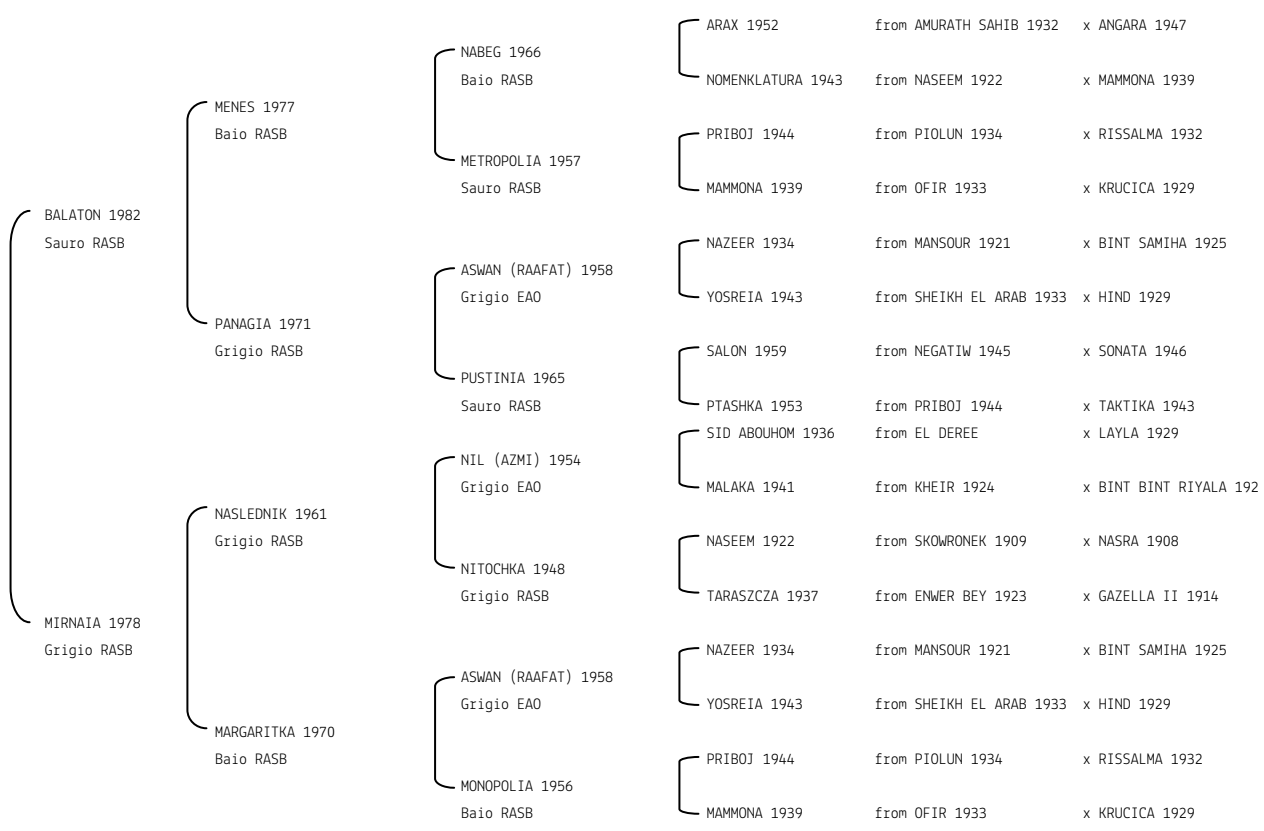 ARAX 1952 from AMURATH SAHIB 1932 x ANGARA 1947
NABEG 1966
Baio RASB NOMENKLATURA 1943 from NASEEM 1922 x MAMMONA 1939
MENES 1977
Baio RASB PRIBOJ 1944 from PIOLUN 1934 x RISSALMA 1932
METROPOLIA 1957
Sauro RASB MAMMONA 1939 from OFIR 1933 x KRUCICA 1929
BALATON 1982
Sauro RASB NAZEER 1934 from MANSOUR 1921 x BINT SAMIHA 1925
ASWAN (RAAFAT) 1958
Grigio EAO YOSREIA 1943 from SHEIKH EL ARAB 1933 x HIND 1929
PANAGIA 1971
Grigio RASB SALON 1959 from NEGATIW 1945 x SONATA 1946
PUSTINIA 1965
Sauro RASB PTASHKA 1953 from PRIBOJ 1944 x TAKTIKA 1943
SID ABOUHOM 1936 from EL DEREE x LAYLA 1929
NIL (AZMI) 1954
Grigio EAO MALAKA 1941 from KHEIR 1924 x BINT BINT RIYALA 192
NASLEDNIK 1961
Grigio RASB NASEEM 1922 from SKOWRONEK 1909 x NASRA 1908
NITOCHKA 1948
Grigio RASB TARASZCZA 1937 from ENWER BEY 1923 x GAZELLA II 1914
MIRNAIA 1978
Grigio RASB NAZEER 1934 from MANSOUR 1921 x BINT SAMIHA 1925
ASWAN (RAAFAT) 1958
Grigio EAO YOSREIA 1943 from SHEIKH EL ARAB 1933 x HIND 1929
MARGARITKA 1970
Baio RASB PRIBOJ 1944 from PIOLUN 1934 x RISSALMA 1932
MONOPOLIA 1956
Baio RASB MAMMONA 1939 from OFIR 1933 x KRUCICA 1929